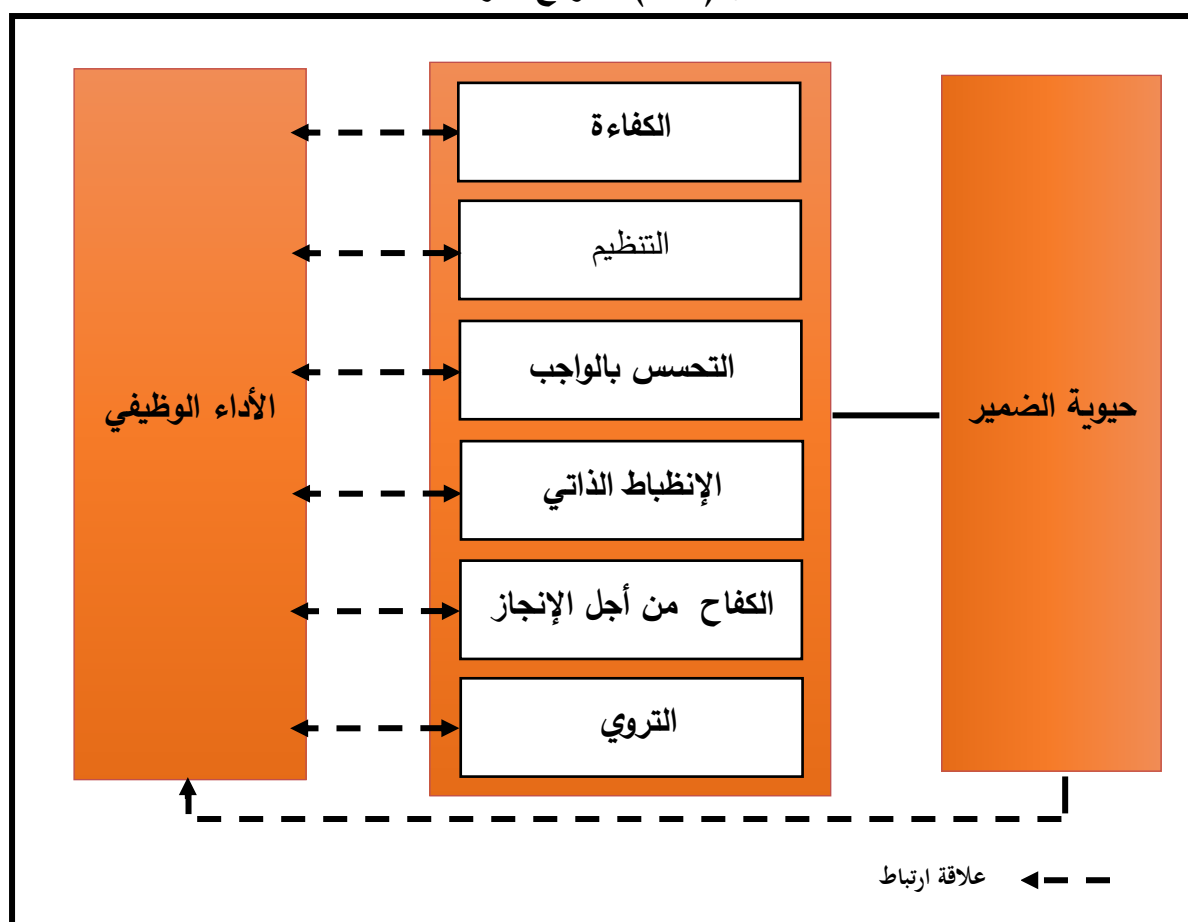 حيوية الضمير
الكفاءة
التنظيم
التحسس بالواجب
الإنظباط الذاتي
الكفاح من أجل الإنجاز
التروي
الأداء الوظيفي
علاقة ارتباط